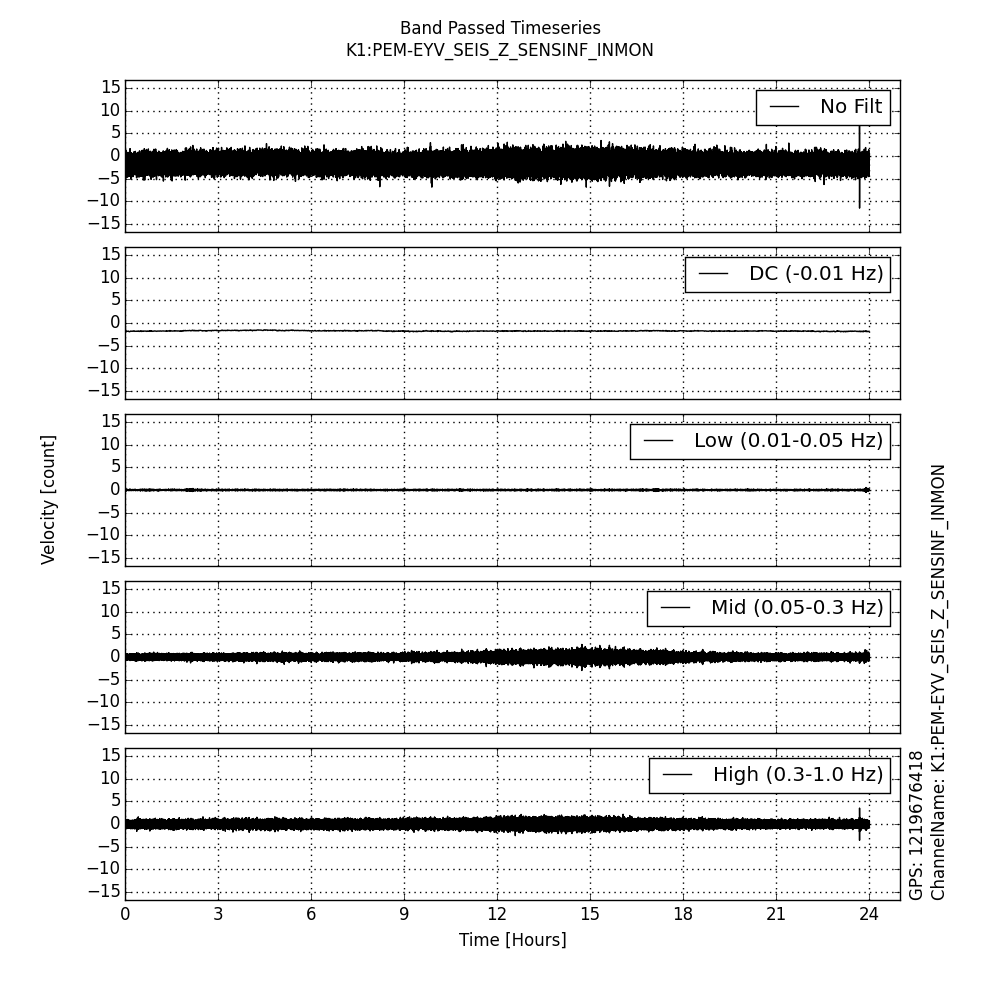 Band Passed Timeseries
K1:PEM-EYV_SEIS_Z_SENSINF_INMON
15
10
5
0
−5
−10
−15
No Filt
15
10
5
0
−5
−10
−15
DC (-0.01 Hz)
15
10
5
0
−5
−10
−15
Low (0.01-0.05 Hz)
15
10
5
0
−5
−10
−15
Mid (0.05-0.3 Hz)
15
10
5
0
−5
−10
−15
High (0.3-1.0 Hz)
0 3 6 9 12 15 18 21 24
Time [Hours]
Velocity [count]
GPS: 1219676418
ChannelName: K1:PEM-EYV_SEIS_Z_SENSINF_INMON